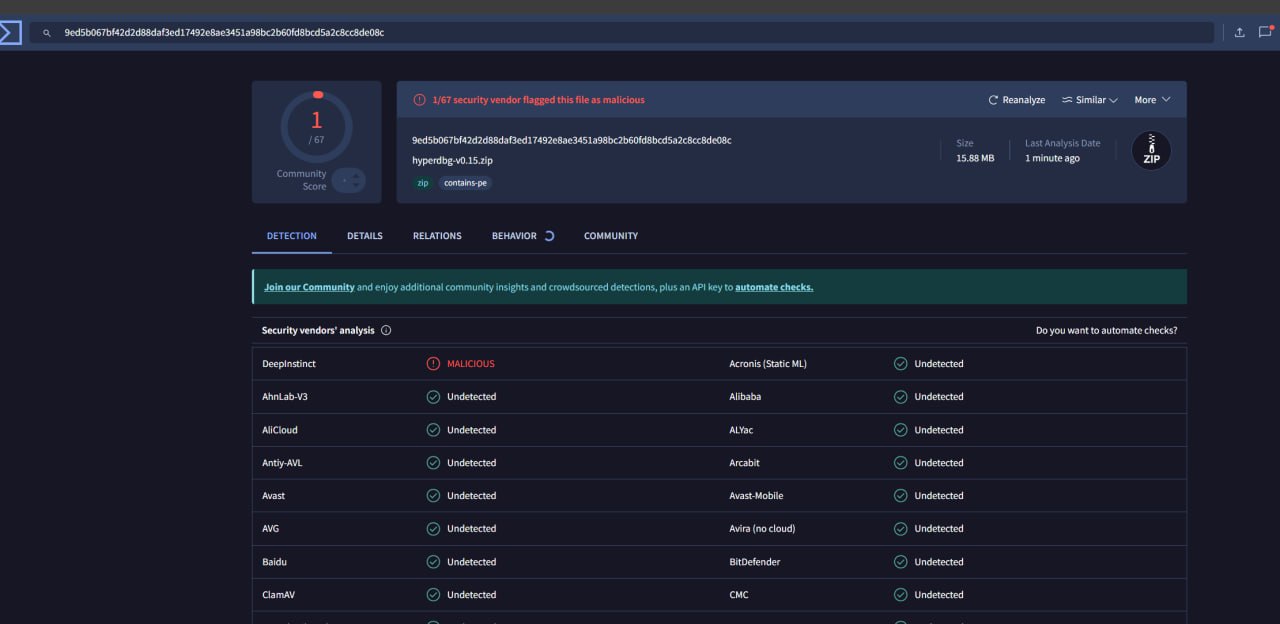 9ed5b067bf42d2d88daf3ed17492e8ae3451a98bc2b60fd8bcd5a2c8cc8de08c
1
/ 67
Community
Score
1/67 security vendor flagged this file as malicious
Reanalyze
Similar
More
9ed5b067bf42d2d88daf3ed17492e8ae3451a98bc2b60fd8bcd5a2c8cc8de08c
hyperdbg-v0.15.zip
zip
contains-pe
Size
15.88 MB
Last Analysis Date
1 minute ago
ZIP
DETECTION DETAILS RELATIONS BEHAVIOR COMMUNITY
Join our Community and enjoy additional community insights and crowdsourced detections, plus an API key to automate checks.
Security vendors' analysis Do you want to automate checks?
DeepInstinct MALICIOUS Acronis (Static ML) Undetected
AhnLab-V3 Undetected Alibaba Undetected
AliCloud Undetected ALYac Undetected
Antiy-AVL Undetected Arcabit Undetected
Avast Undetected Avast-Mobile Undetected
AVG Undetected Avira (no cloud) Undetected
Baidu Undetected BitDefender Undetected
ClamAV Undetected CMC Undetected